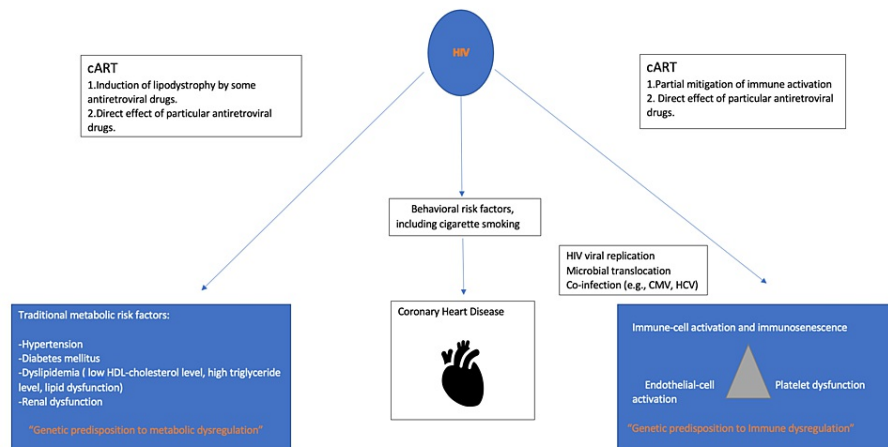 HIV
cART
1.Induction of lipodystrophy by some
antiretroviral drugs.
2.Direct effect of particular antiretroviral
drugs.
cART
1.Partial mitigation of immune activation
2. Direct effect of particular antiretroviral
drugs.
Behavioral risk factors,
including cigarette smoking
HIV viral replication
Microbial translocation
Co-infection (e.g., CMV, HCV)
Traditional metabolic risk factors:
-Hypertension
-Diabetes mellitus
-Dyslipidemia ( low HDL-cholesterol level, high triglyceride
level, lipid dysfunction)
-Renal dysfunction
"Genetic predisposition to metabolic dysregulation"
Coronary Heart Disease
Immune-cell activation and immunosenescence
Endothelial-cell
activation
Platelet dysfunction
"Genetic predisposition to Immune dysregulation"